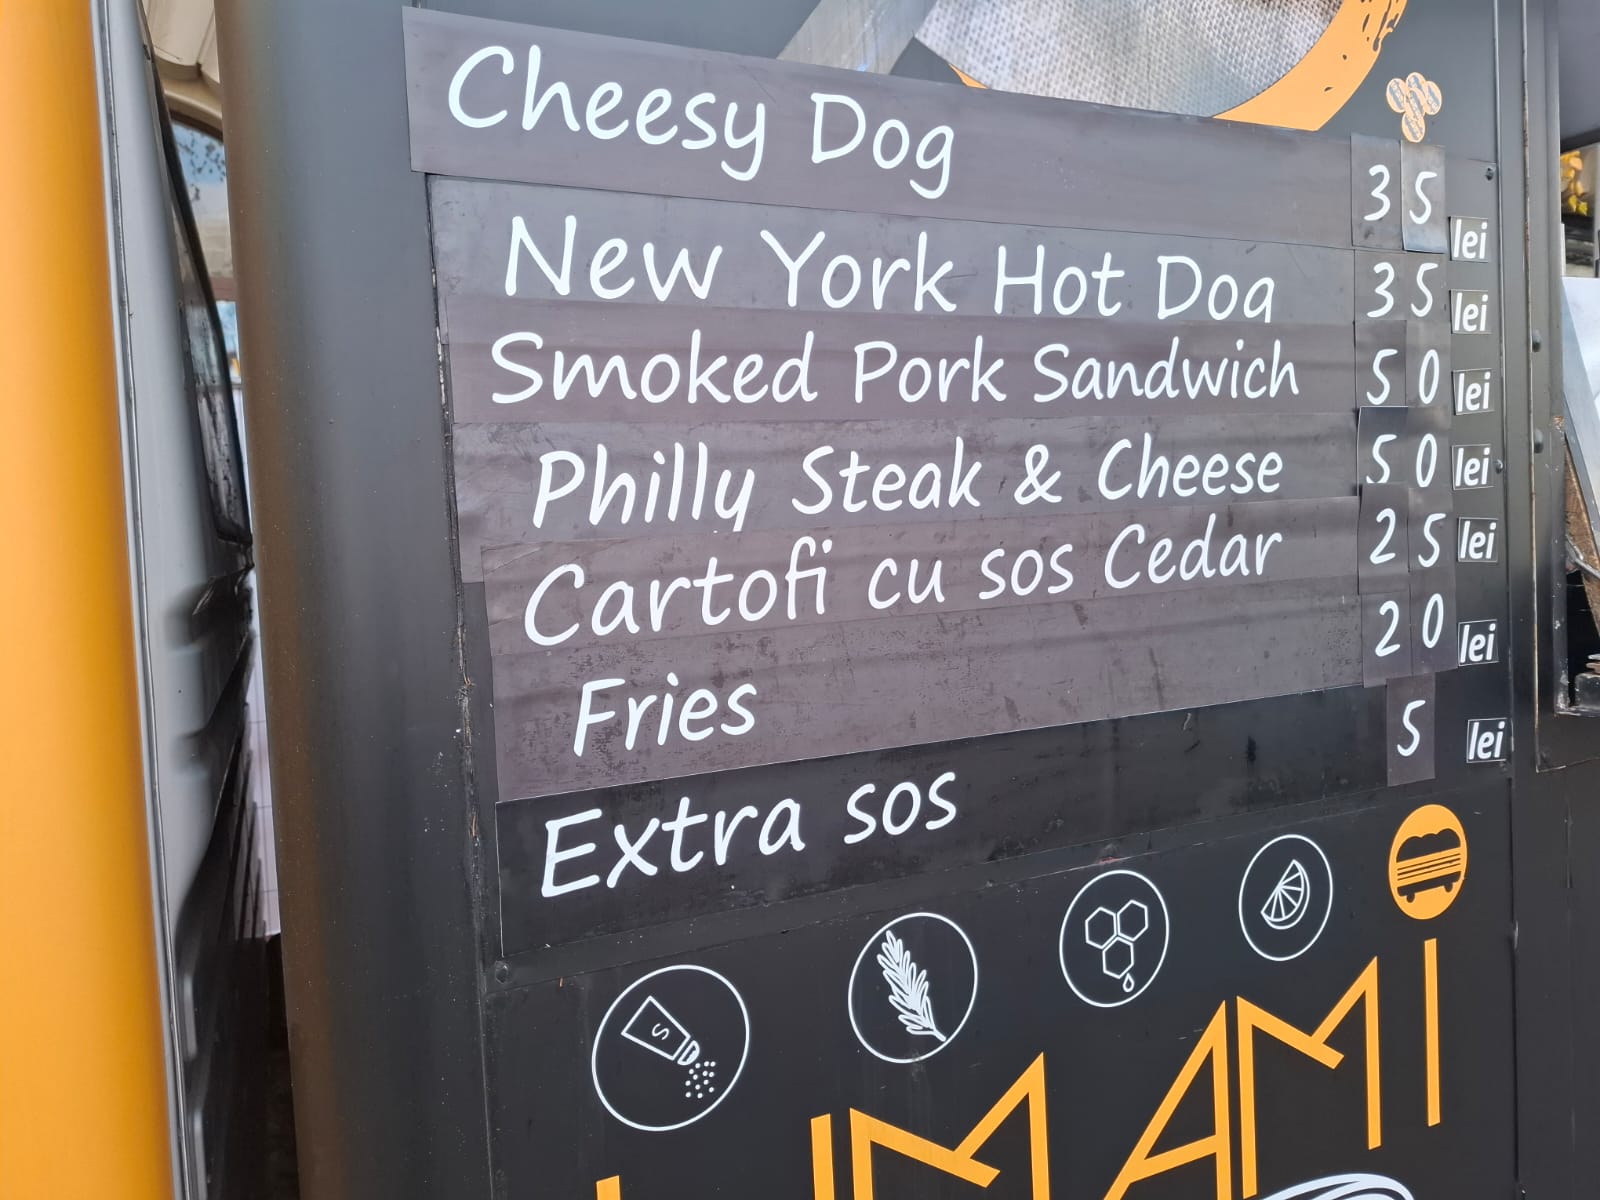 Cheesy Dog 35 lei
New York Hot Dog 35 lei
Smoked Pork Sandwich 50 lei
Philly Steak & Cheese 50 lei
Cartofi cu sos Cedar 25 lei
Fries 20 lei
Extra sos 5 lei
S
UMAMI